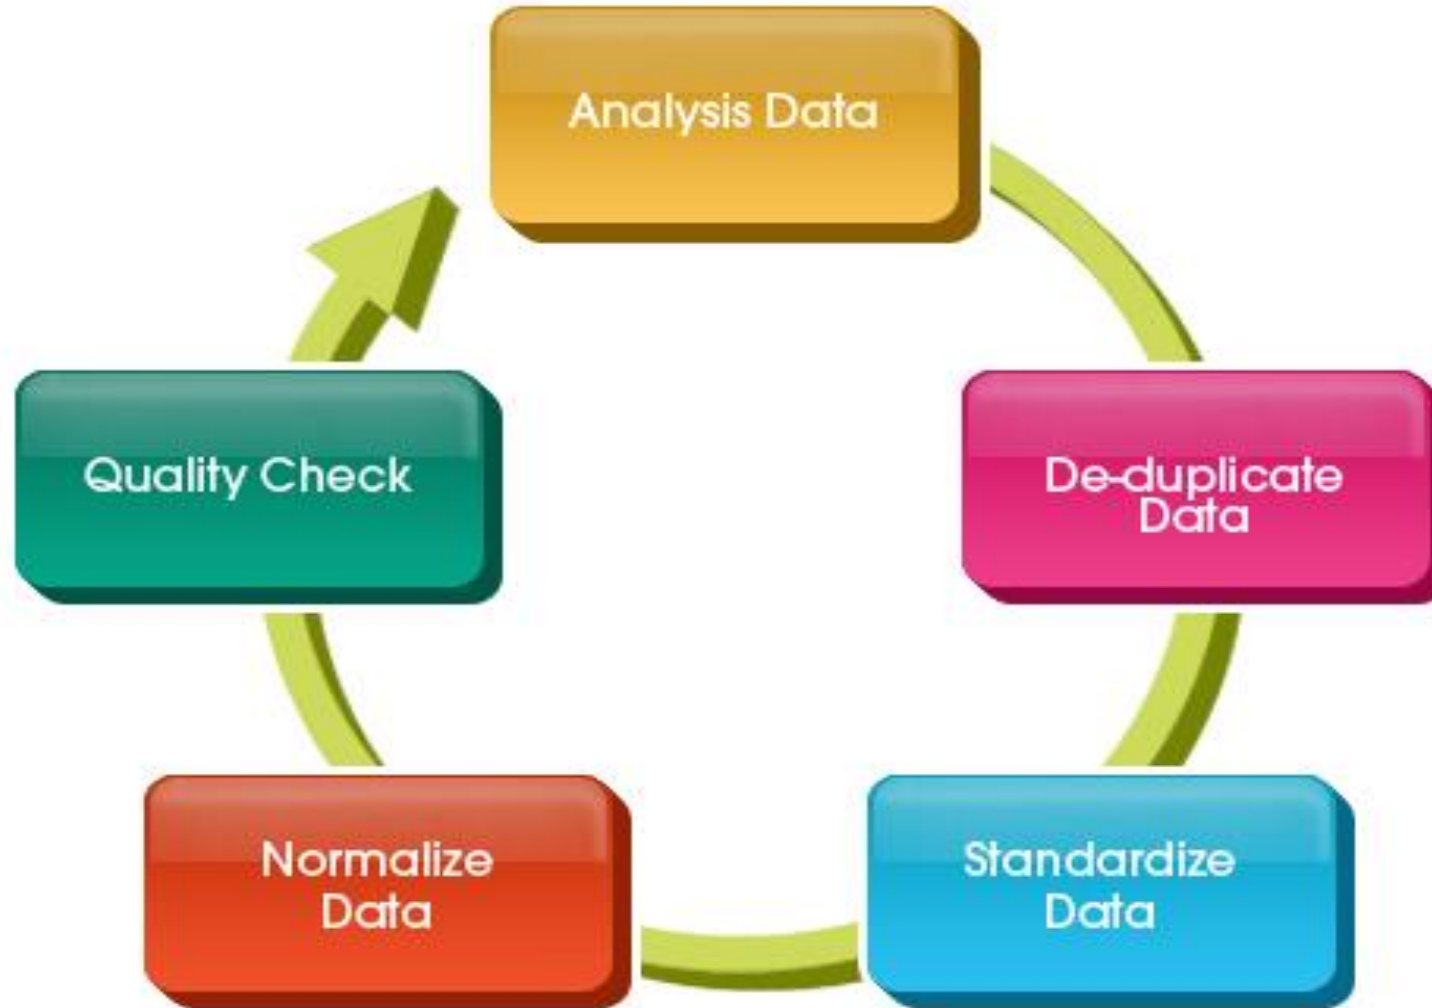 Analysis Data
De-duplicate
Data
Standardize
Data
Normalize
Data
Quality Check